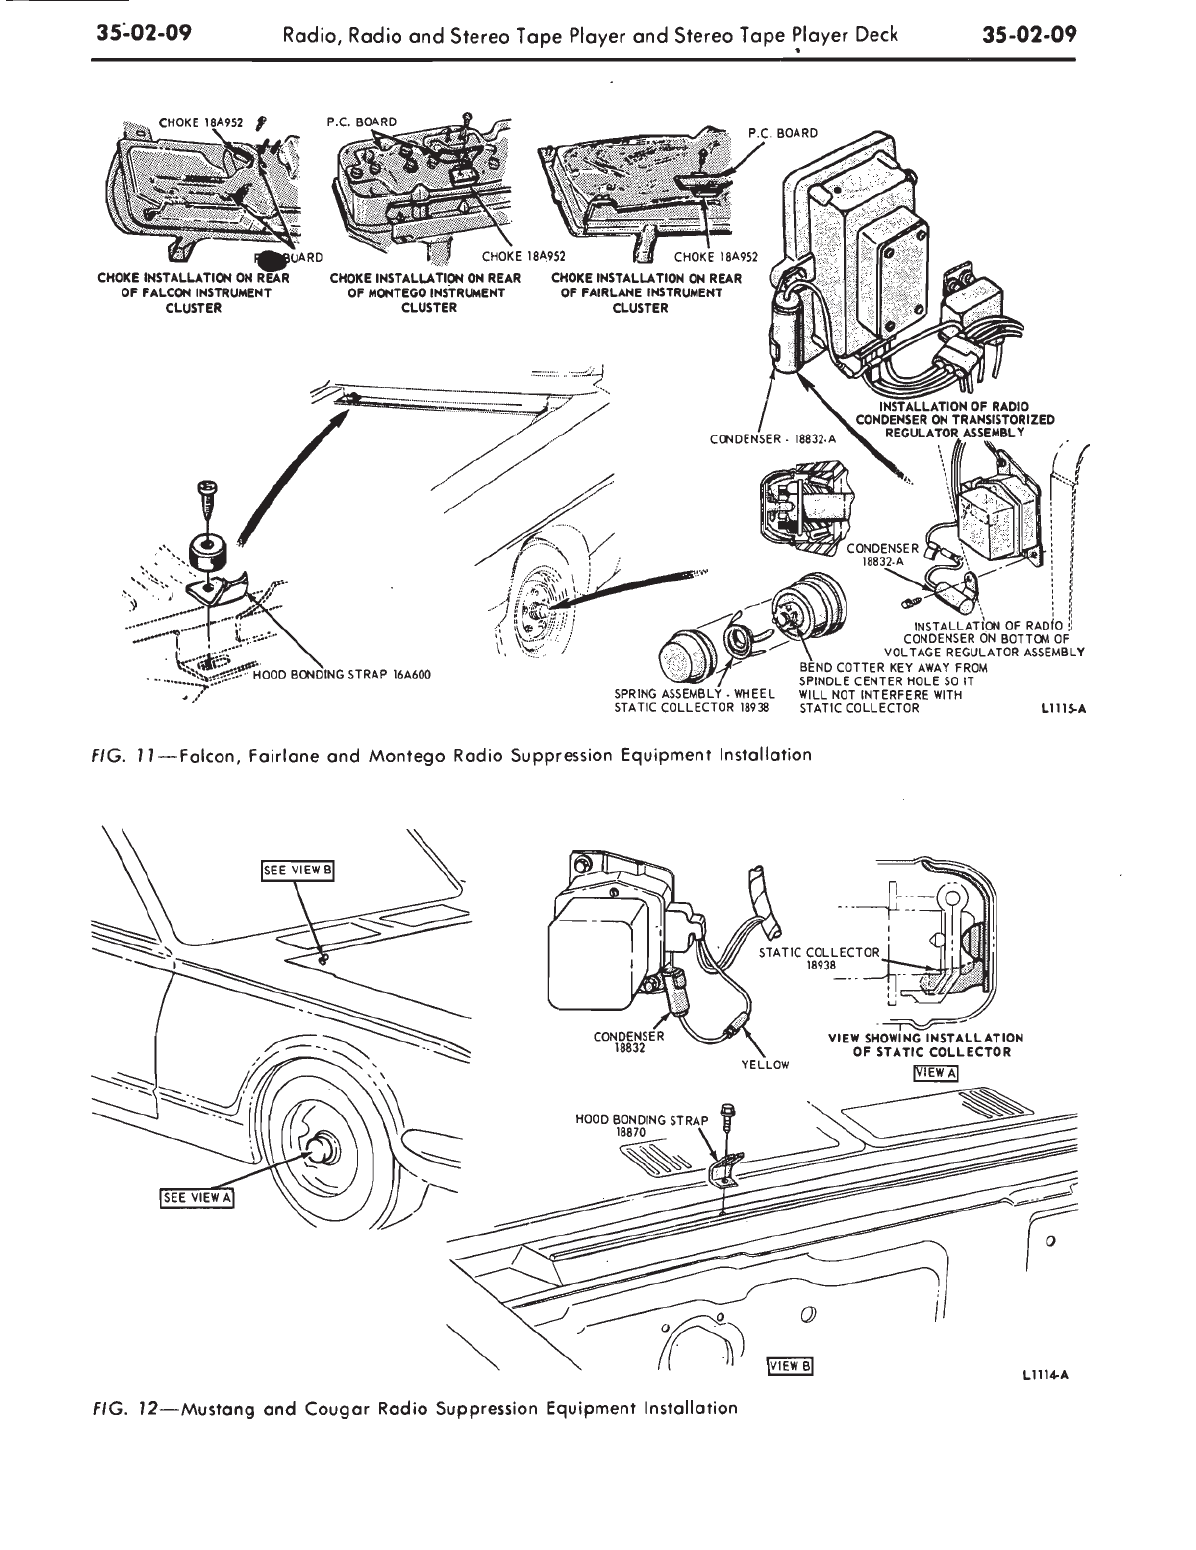 35-02-09 Radio, Radio and Stereo Tape Player and Stereo Tape Player Deck 35-02-09
CHOKE 18A952
P.C. BOARD
P.C. BOARD
CHOKE 18A952
CHOKE 18A952
CHOKE INSTALLATION ON REAR
OF FALCON INSTRUMENT
CLUSTER
CHOKE INSTALLATION ON REAR
OF MONTEGO INSTRUMENT
CLUSTER
CHOKE INSTALLATION ON REAR
OF FAIRLANE INSTRUMENT
CLUSTER
INSTALLATION OF RADIO
CONDENSER ON TRANSISTORIZED
REGULATOR ASSEMBLY
CONDENSER - 18832-A
CONDENSER
18832-A
INSTALLATION OF RADIO
CONDENSER ON BOTTOM OF
VOLTAGE REGULATOR ASSEMBLY
HOOD BONDING STRAP 16A600
SPRING ASSEMBLY - WHEEL
STATIC COLLECTOR 18938
BEND COTTER KEY AWAY FROM
SPINDLE CENTER HOLE SO IT
WILL NOT INTERFERE WITH
STATIC COLLECTOR
L1115-A
FIG. 11—Falcon, Fairlane and Montego Radio Suppression Equipment Installation
SEE VIEW B
STATIC COLLECTOR
18938
CONDENSER
18832
YELLOW
VIEW SHOWING INSTALLATION
OF STATIC COLLECTOR
VIEW A
HOOD BONDING STRAP
18870
SEE VIEW A
VIEW B
L1114-A
FIG. 12—Mustang and Cougar Radio Suppression Equipment Installation